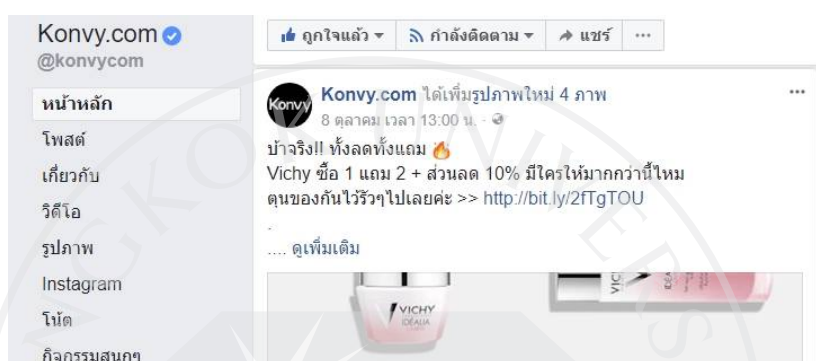 Konvy.com
@konvycom
หน้าหลัก
โพสต์
เกี่ยวกับ
วิดีโอ
รูปภาพ
Instagram
โน้ต
กิจกรรมสนุกๆ
ถูกใจแล้ว กำลังติดตาม แชร์ ...
Konvy
Konvy.com ได้เพิ่มรูปภาพใหม่ 4 ภาพ
8 ตุลาคม เวลา 13:00 น. ·
บ้าจริง!! ทั้งลดทั้งแถม 🔥
Vichy ซื้อ 1 แถม 2 + ส่วนลด 10% มีใครให้มากกว่านี้ไหม
ตุนของกันไว้รัวๆไปเลยค่ะ >> http://bit.ly/2fTgTOU
.
.... ดูเพิ่มเติม
VICHY
IDÉALIA
VICHY